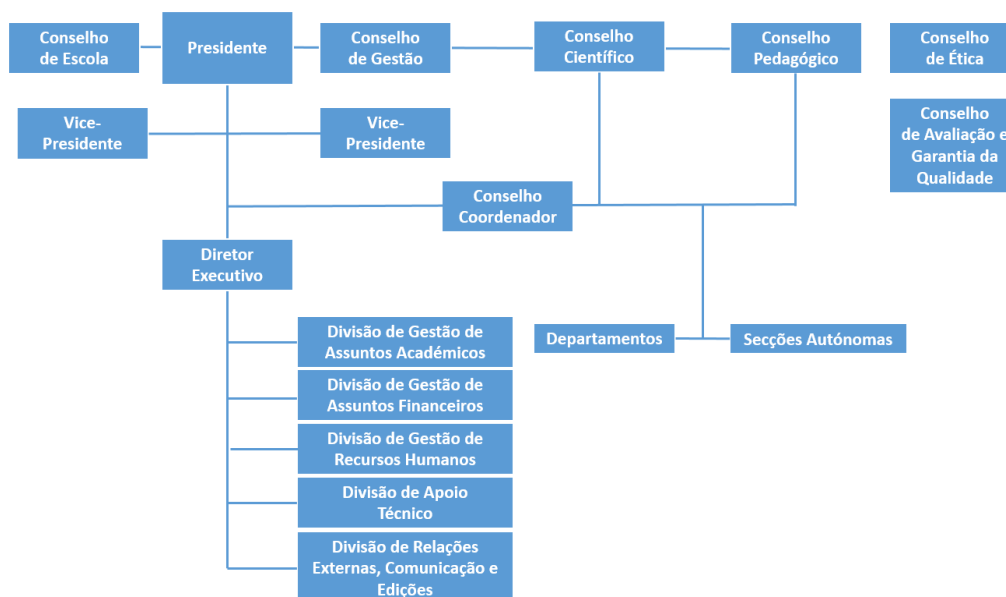 Conselho
de Escola
Presidente
Conselho
de Gestão
Conselho
Científico
Conselho
Pedagógico
Conselho
de Ética
Vice-
Presidente
Vice-
Presidente
Conselho
de Avaliação e
Garantia da
Qualidade
Conselho
Coordenador
Diretor
Executivo
Divisão de Gestão de
Assuntos Académicos
Departamentos
Secções Autónomas
Divisão de Gestão de
Assuntos Financeiros
Divisão de Gestão de
Recursos Humanos
Divisão de Apoio
Técnico
Divisão de Relações
Externas, Comunicação e
Edições